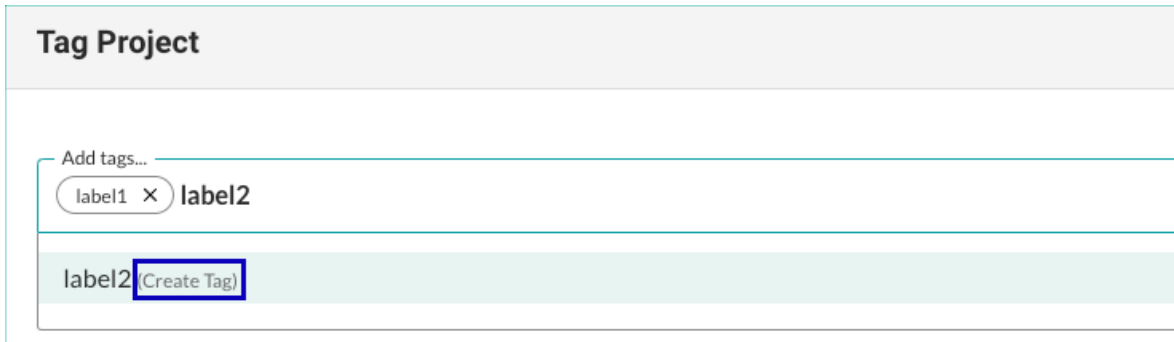 Tag Project
Add tags...
label1 × label2
label2 (Create Tag)